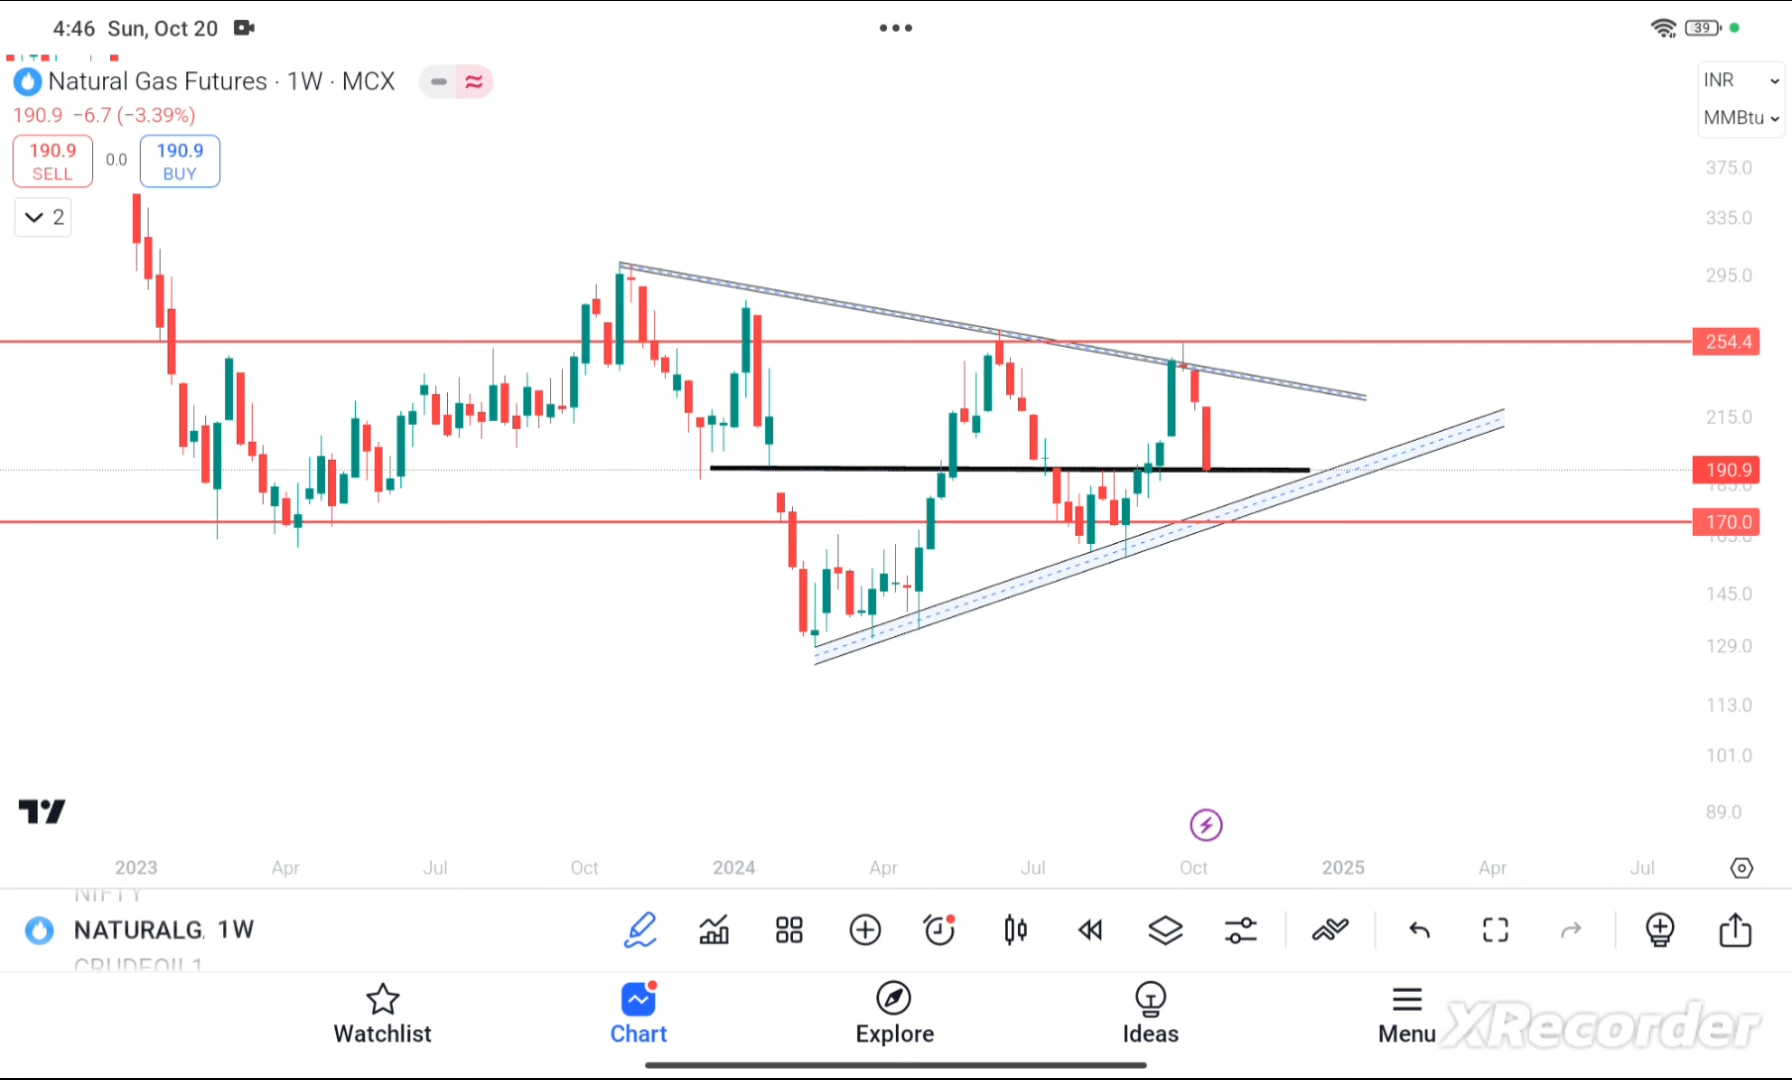 4:46 Sun, Oct 20
39
Natural Gas Futures · 1W · MCX
INR
190.9 −6.7 (−3.39%)
MMBtu
190.9
SELL
0.0
190.9
BUY
2
375.0
335.0
295.0
254.4
215.0
190.9
170.0
145.0
129.0
113.0
101.0
89.0
2023 Apr Jul Oct 2024 Apr Jul Oct 2025 Apr Jul
NIFTY
NATURALG. 1W
CRUDEOIL1
Watchlist
Chart
Explore
Ideas
Menu
XRecorder